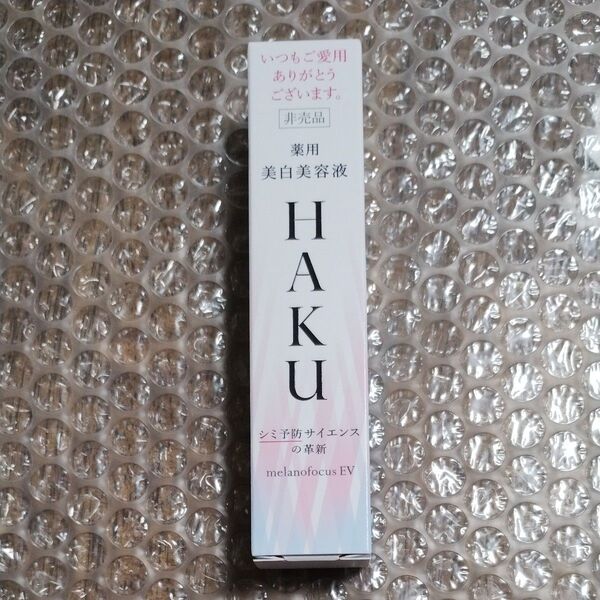 いつもご愛用
ありがとう
ございます。
非売品
薬用
美白美容液
HAKU
シミ予防サイエンス
の革新
melanofocus EV